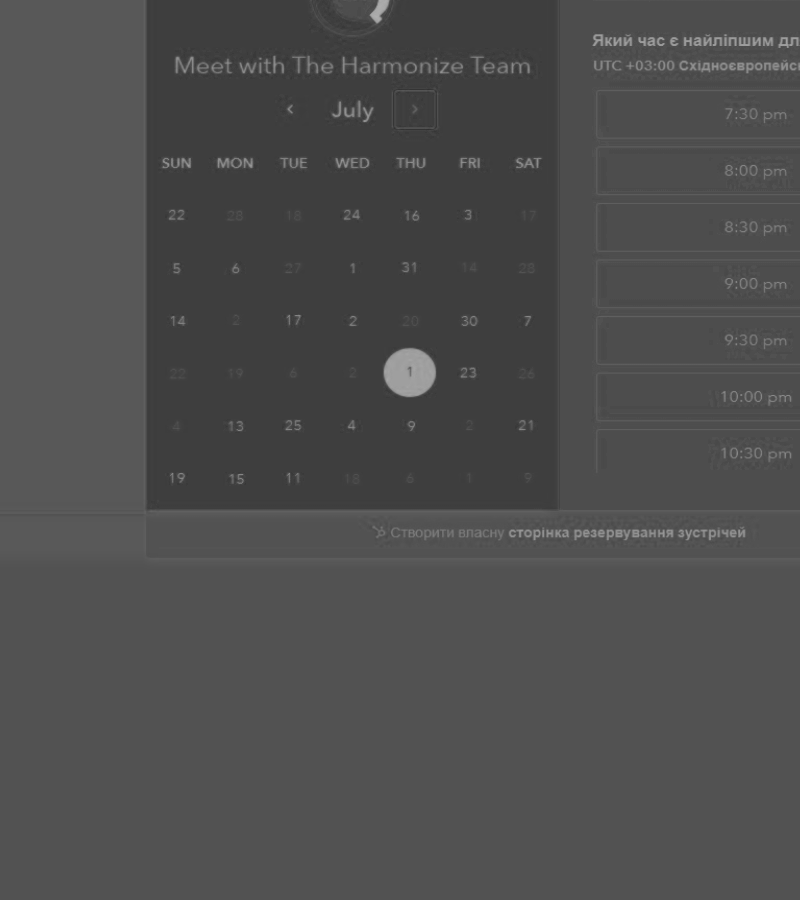 Meet with The Harmonize Team
July
SUN MON TUE WED THU FRI SAT
22 28 18 24 16 3 17
5 6 27 1 31 14 28
14 2 17 2 20 30 7
22 19 6 2 1 23 26
4 13 25 4 9 2 21
19 15 11 18 6 1 9
Який час є найліпшим дл
UTC +03:00 Східноєвропейс
7:30 pm
8:00 pm
8:30 pm
9:00 pm
9:30 pm
10:00 pm
10:30 pm
Створити власну сторінка резервування зустрічей